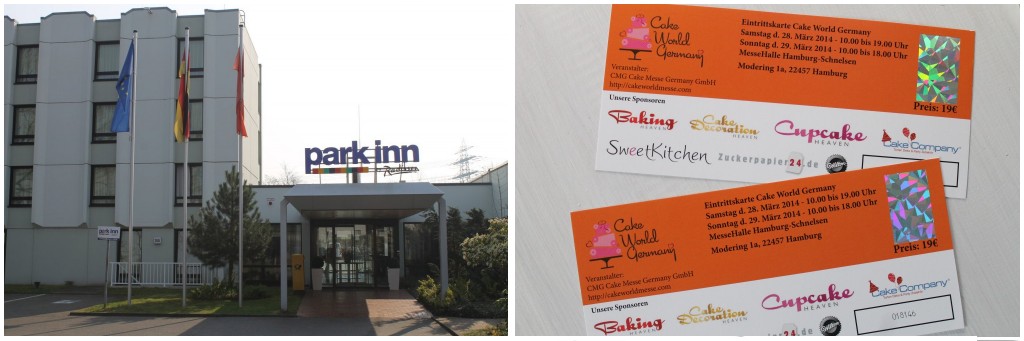 park inn
Radisson
park inn
Cake
World
Germany
Veranstalter:
CMG Cake Messe Germany GmbH
http://cakeworldmesse.com
Eintrittskarte Cake World Germany
Samstag d. 28. März 2014 - 10.00 bis 19.00 Uhr
Sonntag d. 29. März 2014 - 10.00 bis 18.00 Uhr
MesseHalle Hamburg-Schnelsen
Modering 1a, 22457 Hamburg
Preis: 19€
Unsere Sponsoren
Baking
HEAVEN
Cake
Decoration
HEAVEN
Cupcake
HEAVEN
Cake Company
SweetKitchen
Zuckerpapier24.de
Wilton
Cake
World
Germany
Veranstalter:
CMG Cake Messe Germany GmbH
http://cakeworldmesse.com
Eintrittskarte Cake World Germany
Samstag d. 28. März 2014 - 10.00 bis 19.00 Uhr
Sonntag d. 29. März 2014 - 10.00 bis 18.00 Uhr
MesseHalle Hamburg-Schnelsen
Modering 1a, 22457 Hamburg
Preis: 19€
Unsere Sponsoren
Baking
HEAVEN
Cake
Decoration
HEAVEN
Cupcake
HEAVEN
Cake Company
018146
Wilton